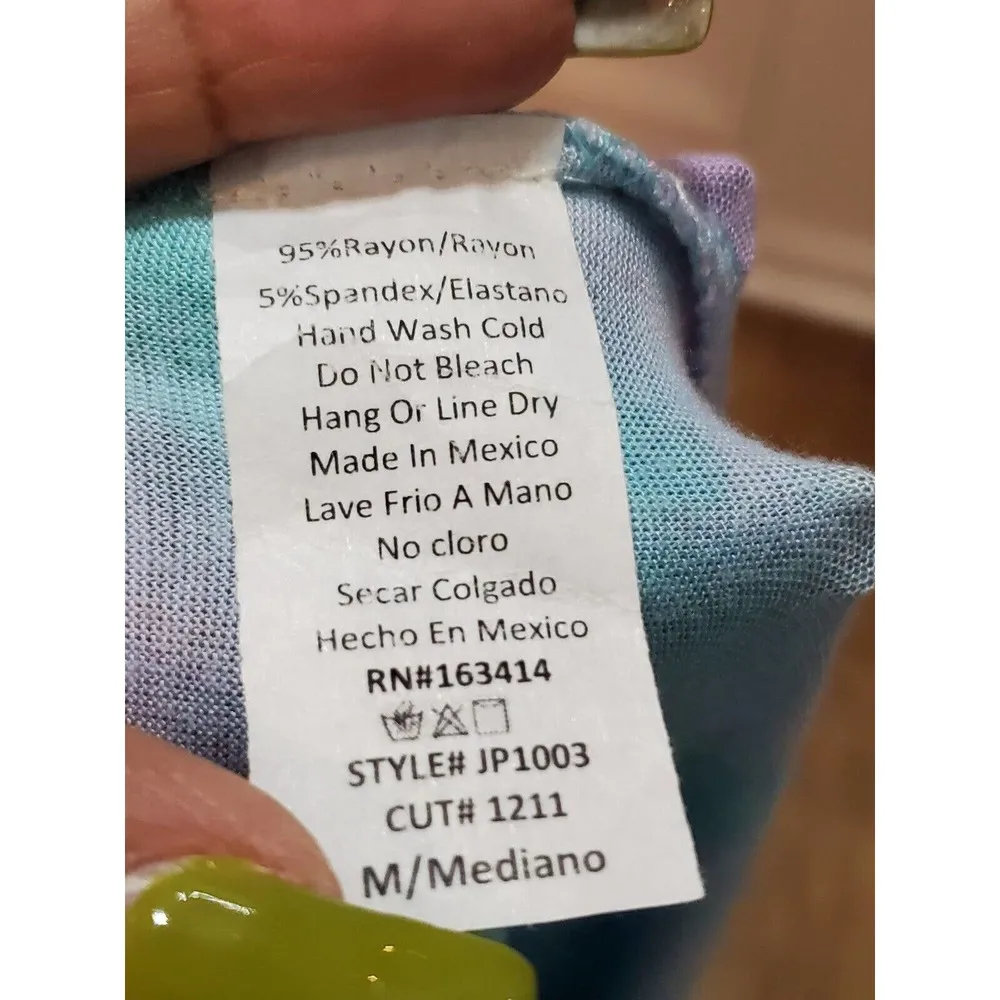 95%Rayon/Rayon
5%Spandex/Elastano
Hand Wash Cold
Do Not Bleach
Hang Or Line Dry
Made In Mexico
Lave Frio A Mano
No cloro
Secar Colgado
Hecho En Mexico
RN#163414
STYLE# JP1003
CUT# 1211
M/Mediano